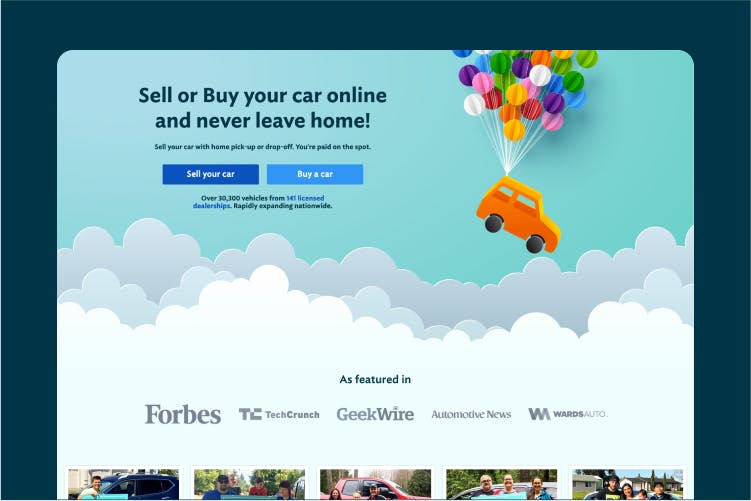 Sell or Buy your car online
and never leave home!
Sell your car with home pick-up or drop-off. You're paid on the spot.
Sell your car
Buy a car
Over 30,300 vehicles from 141 licensed
dealerships. Rapidly expanding nationwide.
As featured in
Forbes
TC TechCrunch
GeekWire
Automotive News
WA WARDSAUTO.